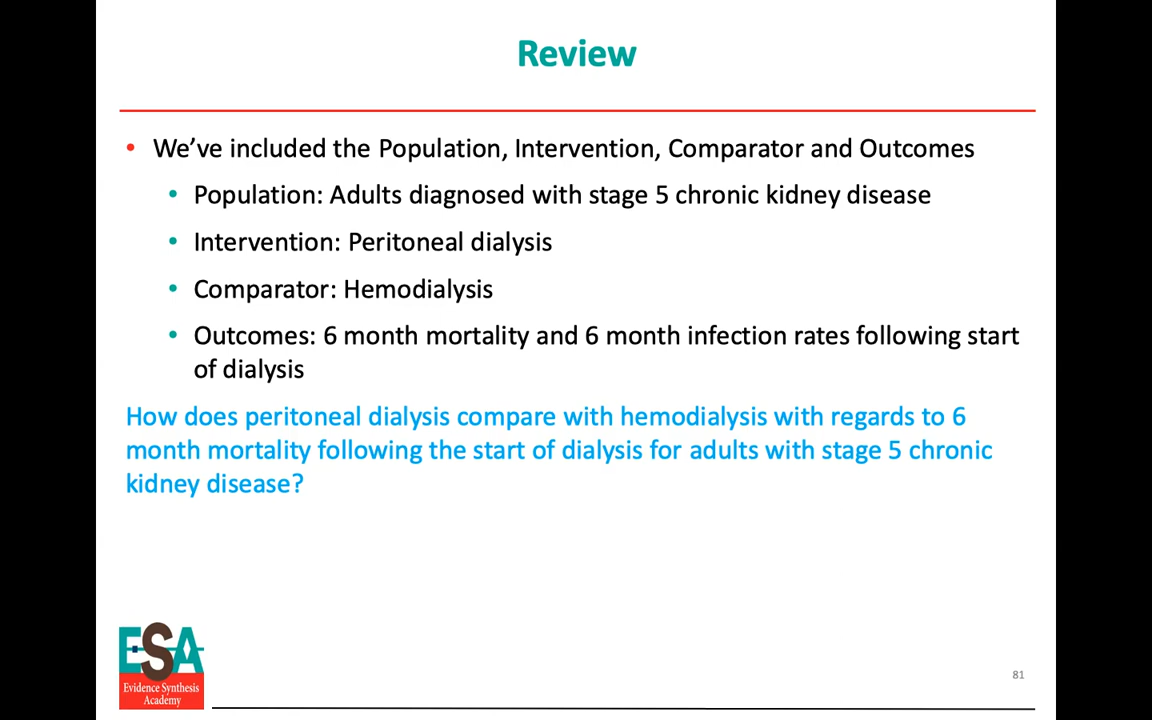 Review
• We’ve included the Population, Intervention, Comparator and Outcomes
• Population: Adults diagnosed with stage 5 chronic kidney disease
• Intervention: Peritoneal dialysis
• Comparator: Hemodialysis
• Outcomes: 6 month mortality and 6 month infection rates following start
of dialysis
How does peritoneal dialysis compare with hemodialysis with regards to 6
month mortality following the start of dialysis for adults with stage 5 chronic
kidney disease?
ESA
Evidence Synthesis
Academy
81